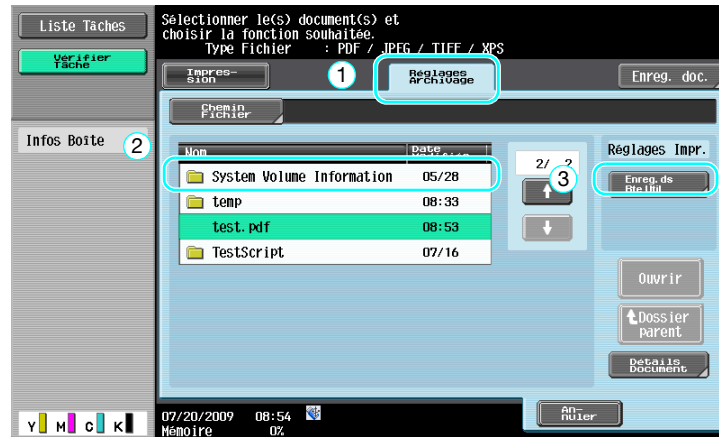 Liste Tâches
Vérifier
Tâche
Sélectionner le(s) document(s) et
choisir la fonction souhaitée.
Type Fichier : PDF / JPEG / TIFF / XPS
Impres-
sion
1
Réglages
Archivage
Enreg. doc.
Chemin
Fichier
Infos Boîte
2
Nom
Date
2/ 2
Réglages Impr.
System Volume Information 05/28
3
Enreg. ds
Bte Util
temp 08:33
test.pdf 08:53
TestScript 07/16
Ouvrir
Dossier
parent
Détails
Document
Y M C K
07/20/2009 08:54
Mémoire 0%
An-
nuler